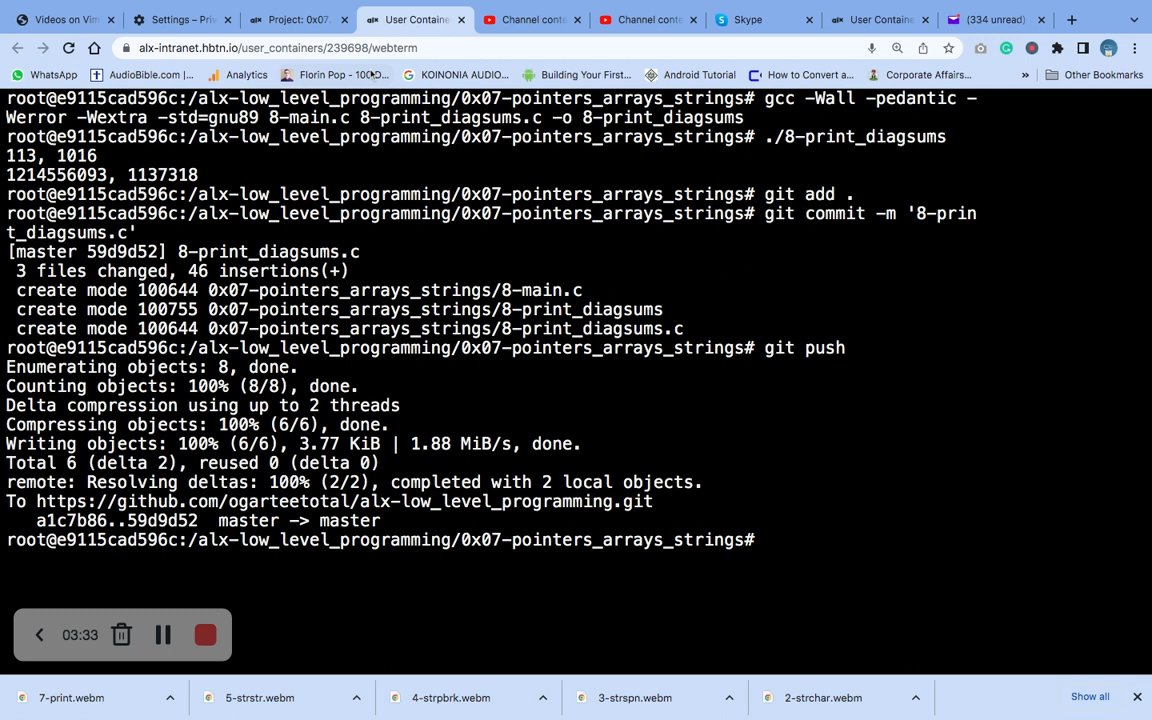 Videos on Vim
Settings – Priv
Project: 0x07.
User Containe
Channel conte
Channel conte
Skype
User Containe
(334 unread)
alx-intranet.hbtn.io/user_containers/239698/webterm
WhatsApp
AudioBible.com |...
Analytics
Florin Pop - 100D...
KOINONIA AUDIO...
Building Your First...
Android Tutorial
How to Convert a...
Corporate Affairs...
»
Other Bookmarks
root@e9115cad596c:/alx-low_level_programming/0x07-pointers_arrays_strings# gcc -Wall -pedantic -
Werror -Wextra -std=gnu89 8-main.c 8-print_diagsums.c -o 8-print_diagsums
root@e9115cad596c:/alx-low_level_programming/0x07-pointers_arrays_strings# ./8-print_diagsums
113, 1016
1214556093, 1137318
root@e9115cad596c:/alx-low_level_programming/0x07-pointers_arrays_strings# git add .
root@e9115cad596c:/alx-low_level_programming/0x07-pointers_arrays_strings# git commit -m '8-prin
t_diagsums.c'
[master 59d9d52] 8-print_diagsums.c
3 files changed, 46 insertions(+)
create mode 100644 0x07-pointers_arrays_strings/8-main.c
create mode 100755 0x07-pointers_arrays_strings/8-print_diagsums
create mode 100644 0x07-pointers_arrays_strings/8-print_diagsums.c
root@e9115cad596c:/alx-low_level_programming/0x07-pointers_arrays_strings# git push
Enumerating objects: 8, done.
Counting objects: 100% (8/8), done.
Delta compression using up to 2 threads
Compressing objects: 100% (6/6), done.
Writing objects: 100% (6/6), 3.77 KiB | 1.88 MiB/s, done.
Total 6 (delta 2), reused 0 (delta 0)
remote: Resolving deltas: 100% (2/2), completed with 2 local objects.
To https://github.com/ogarteetotal/alx-low_level_programming.git
a1c7b86..59d9d52  master -> master
root@e9115cad596c:/alx-low_level_programming/0x07-pointers_arrays_strings#
03:33
7-print.webm
5-strstr.webm
4-strpbrk.webm
3-strspn.webm
2-strchar.webm
Show all